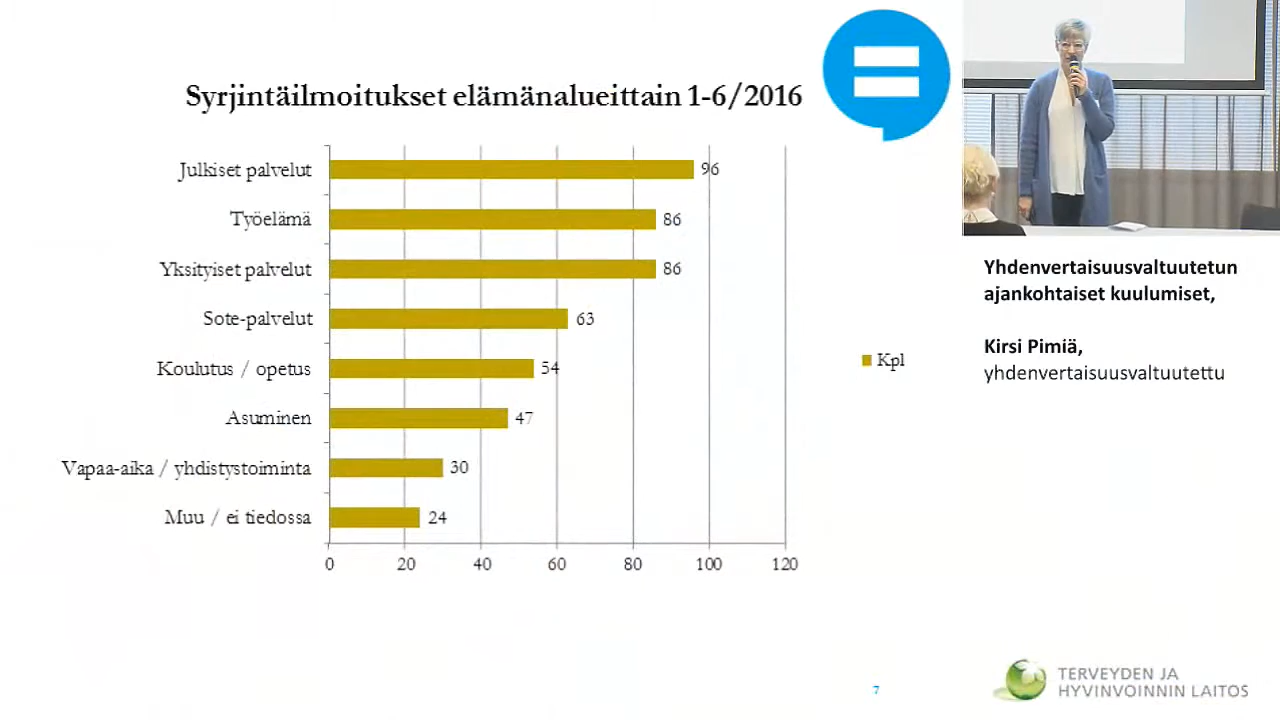 Syrjintäilmoitukset elämänalueittain 1-6/2016
Julkiset palvelut 96
Työelämä 86
Yksityiset palvelut 86
Sote-palvelut 63
Koulutus / opetus 54
Asuminen 47
Vapaa-aika / yhdistystoiminta 30
Muu / ei tiedossa 24
0 20 40 60 80 100 120
Kpl
7
Yhdenvertaisuusvaltuutetun
ajankohtaiset kuulumiset,
Kirsi Pimiä,
yhdenvertaisuusvaltuutettu
TERVEYDEN JA
HYVINVOINNIN LAITOS